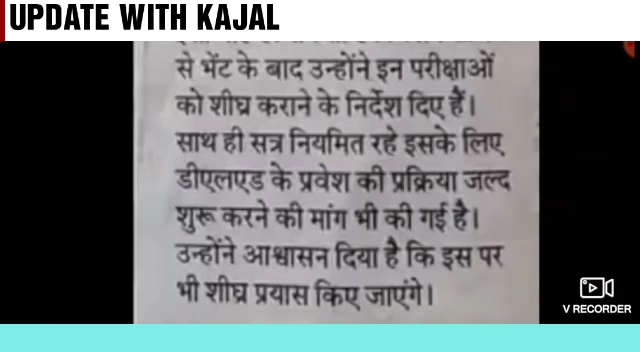 UPDATE WITH KAJAL
से भेंट के बाद उन्होंने इन परीक्षाओं
को शीघ्र कराने के निर्देश दिए हैं।
साथ ही सत्र नियमित रहे इसके लिए
डीएलएड के प्रवेश की प्रक्रिया जल्द
शुरू करने की मांग भी की गई है।
उन्होंने आश्वासन दिया है कि इस पर
भी शीघ्र प्रयास किए जाएंगे।
V RECORDER